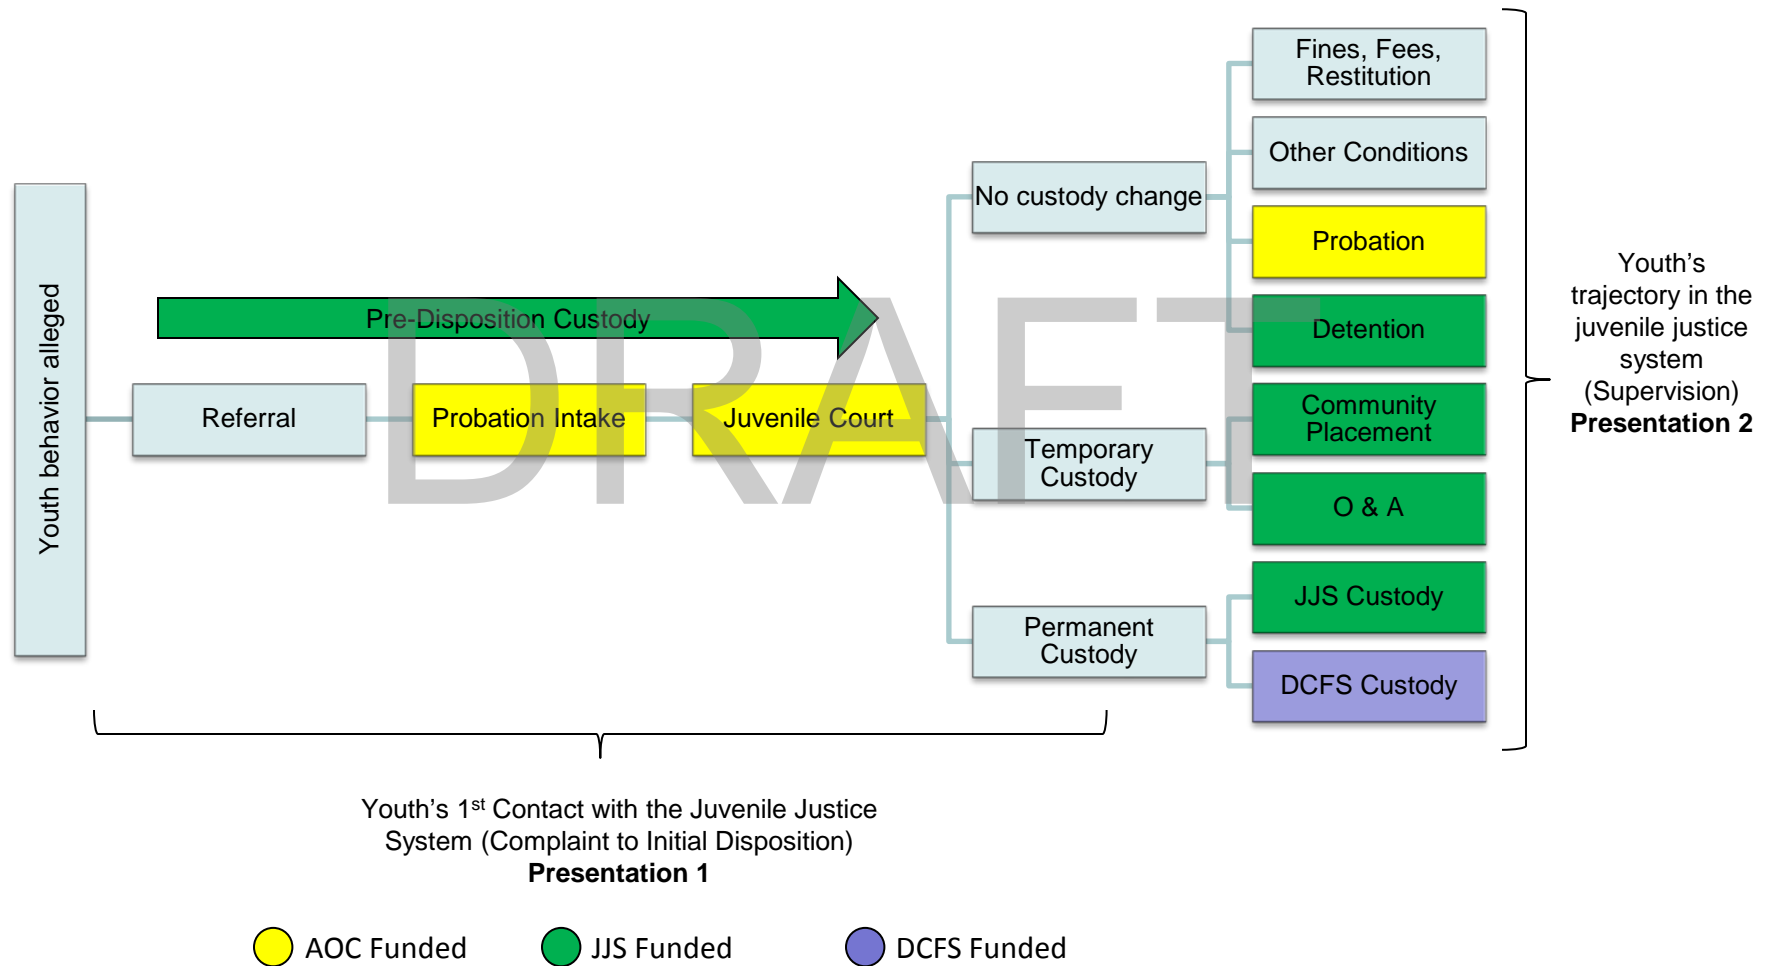 Youth behavior alleged
Pre-Disposition Custody
Referral
Probation Intake
Juvenile Court
No custody change
Temporary
Custody
Permanent
Custody
Fines, Fees,
Restitution
Other Conditions
Probation
Detention
Community
Placement
O & A
JJS Custody
DCFS Custody
Youth's
trajectory in the
juvenile justice
system
(Supervision)
Presentation 2
DRAFT
Youth's 1st Contact with the Juvenile Justice
System (Complaint to Initial Disposition)
Presentation 1
AOC Funded
JJS Funded
DCFS Funded